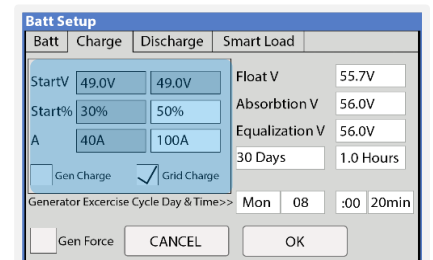 Batt Setup
Batt Charge Discharge Smart Load
StartV 49.0V 49.0V Float V 55.7V
Start% 30% 50% Absorbtion V 56.0V
A 40A 100A Equalization V 56.0V
30 Days 1.0 Hours
Gen Charge Grid Charge
Generator Excercise Cycle Day & Time>> Mon 08 :00 20min
Gen Force CANCEL OK